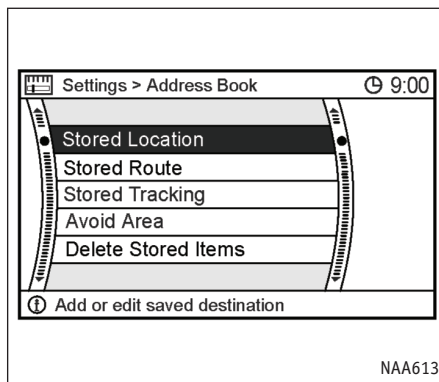 Settings > Address Book 9:00
Stored Location
Stored Route
Stored Tracking
Avoid Area
Delete Stored Items
Add or edit saved destination
NAA613